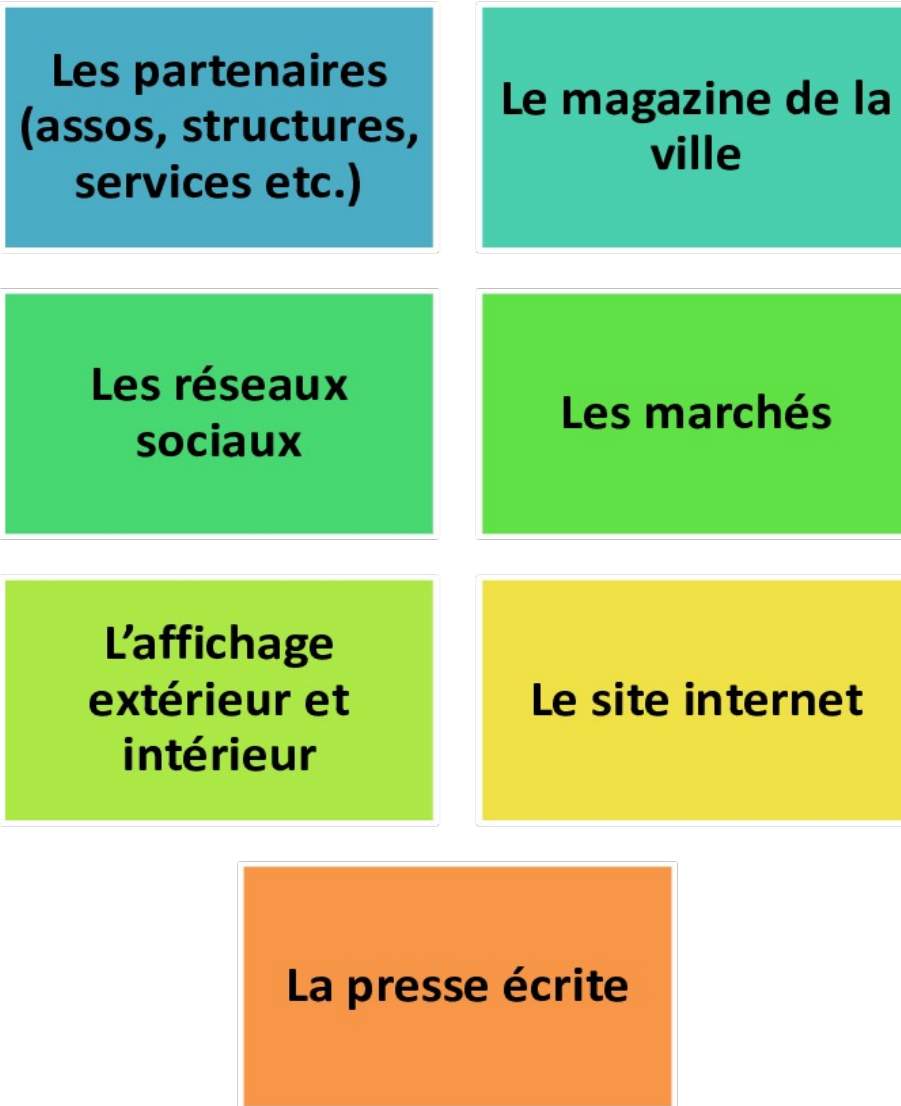 Les partenaires
(assos, structures,
services etc.)
Le magazine de la
ville
Les réseaux
sociaux
Les marchés
L’affichage
extérieur et
intérieur
Le site internet
La presse écrite